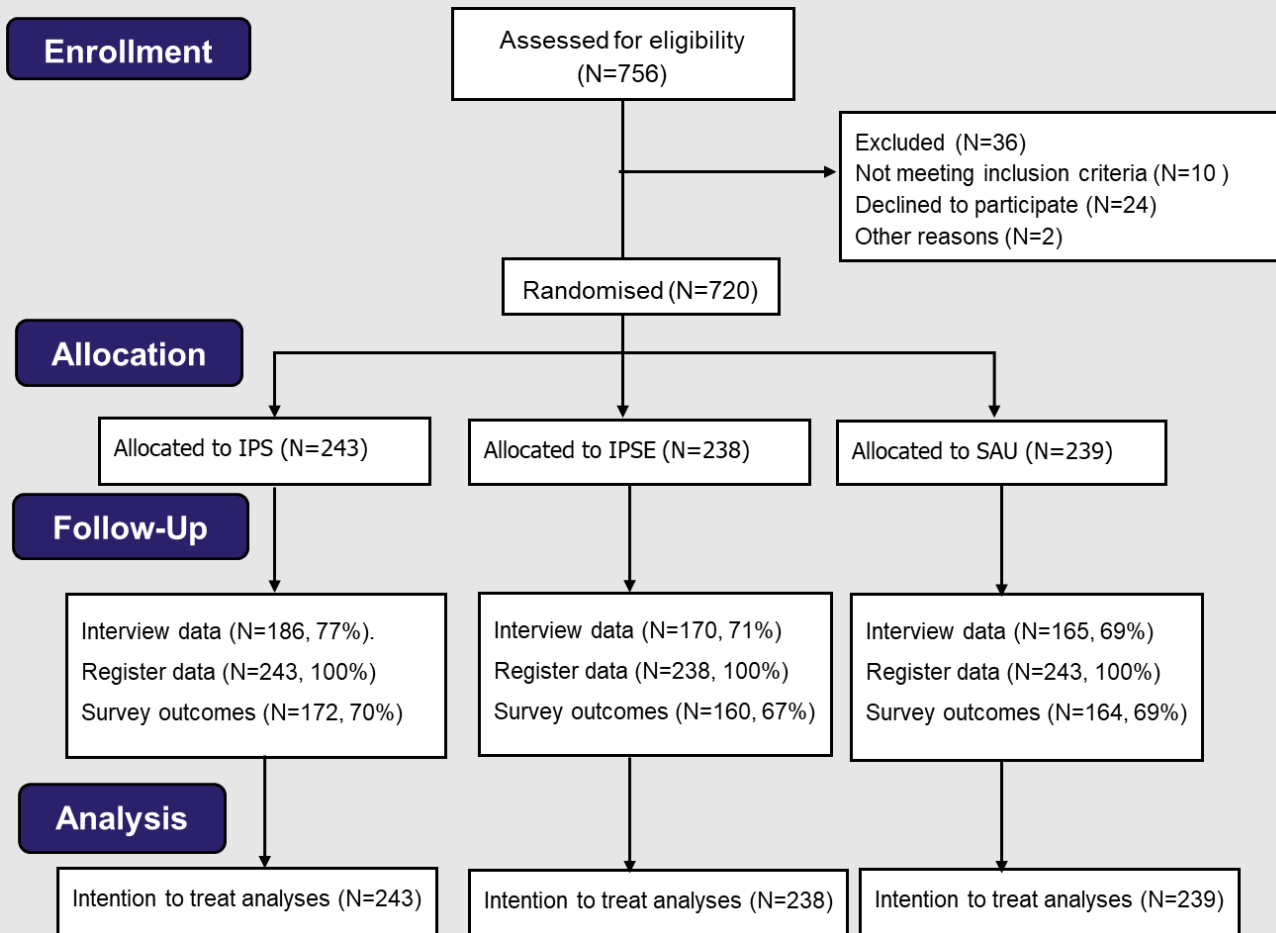 Enrollment
Assessed for eligibility
(N=756)
Excluded (N=36)
Not meeting inclusion criteria (N=10 )
Declined to participate (N=24)
Other reasons (N=2)
Randomised (N=720)
Allocation
Allocated to IPS (N=243)
Allocated to IPSE (N=238)
Allocated to SAU (N=239)
Follow-Up
Interview data (N=186, 77%).
Register data (N=243, 100%)
Survey outcomes (N=172, 70%)
Interview data (N=170, 71%)
Register data (N=238, 100%)
Survey outcomes (N=160, 67%)
Interview data (N=165, 69%)
Register data (N=243, 100%)
Survey outcomes (N=164, 69%)
Analysis
Intention to treat analyses (N=243)
Intention to treat analyses (N=238)
Intention to treat analyses (N=239)